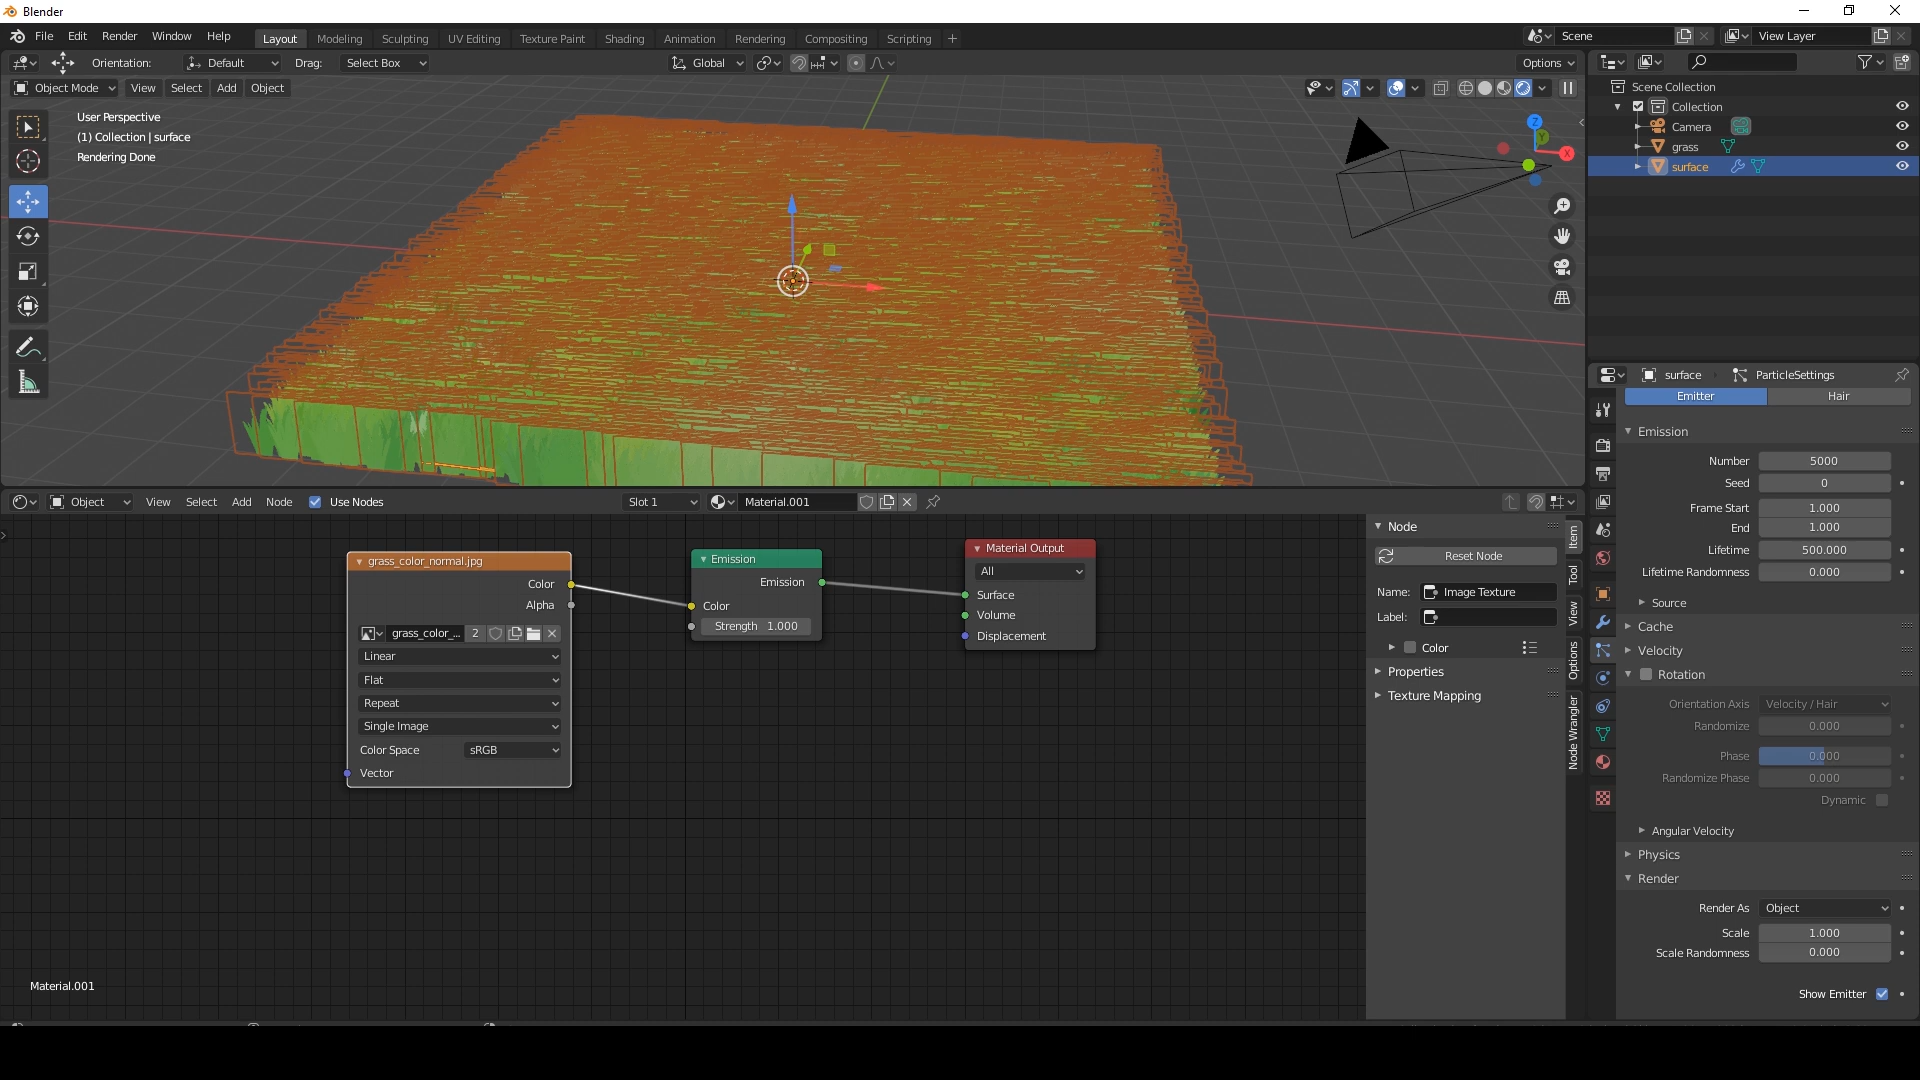 Blender
File Edit Render Window Help
Layout Modeling Sculpting UV Editing Texture Paint Shading Animation Rendering Compositing Scripting +
Scene
View Layer
Orientation: Default Drag: Select Box
Global
Options
Object Mode View Select Add Object
User Perspective
(1) Collection | surface
Rendering Done
Z
Y
X
Scene Collection
Collection
Camera
grass
surface
surface ParticleSettings
Emitter Hair
Emission
Number 5000
Seed 0
Frame Start 1.000
End 1.000
Lifetime 500.000
Lifetime Randomness 0.000
Source
Cache
Velocity
Rotation
Orientation Axis Velocity / Hair
Randomize 0.000
Phase 0.000
Randomize Phase 0.000
Dynamic
Angular Velocity
Physics
Render
Render As Object
Scale 1.000
Scale Randomness 0.000
Show Emitter
Object View Select Add Node Use Nodes Slot 1 Material.001
grass_color_normal.jpg
Color
Alpha
grass_color_... 2
Linear
Flat
Repeat
Single Image
Color Space sRGB
Vector
Emission
Emission
Color
Strength 1.000
Material Output
All
Surface
Volume
Displacement
Node
Reset Node
Name: Image Texture
Label:
Color
Properties
Texture Mapping
Item
Tool
View
Options
Node Wrangler
Material.001